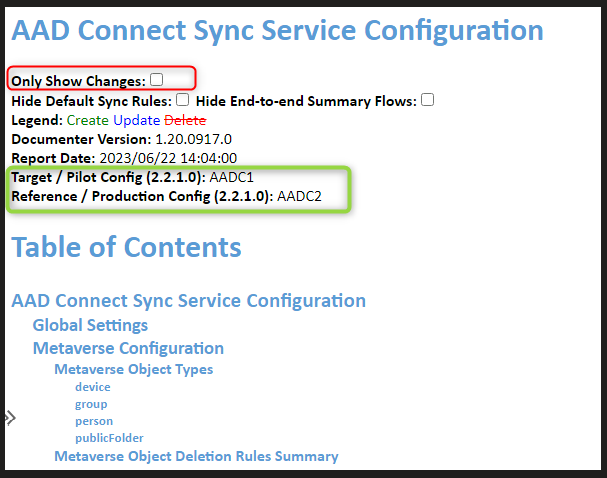 AAD Connect Sync Service Configuration
Only Show Changes:
Hide Default Sync Rules: Hide End-to-end Summary Flows:
Legend: Create Update Delete
Documenter Version: 1.20.0917.0
Report Date: 2023/06/22 14:04:00
Target / Pilot Config (2.2.1.0): AADC1
Reference / Production Config (2.2.1.0): AADC2
Table of Contents
AAD Connect Sync Service Configuration
Global Settings
Metaverse Configuration
Metaverse Object Types
device
group
person
publicFolder
Metaverse Object Deletion Rules Summary